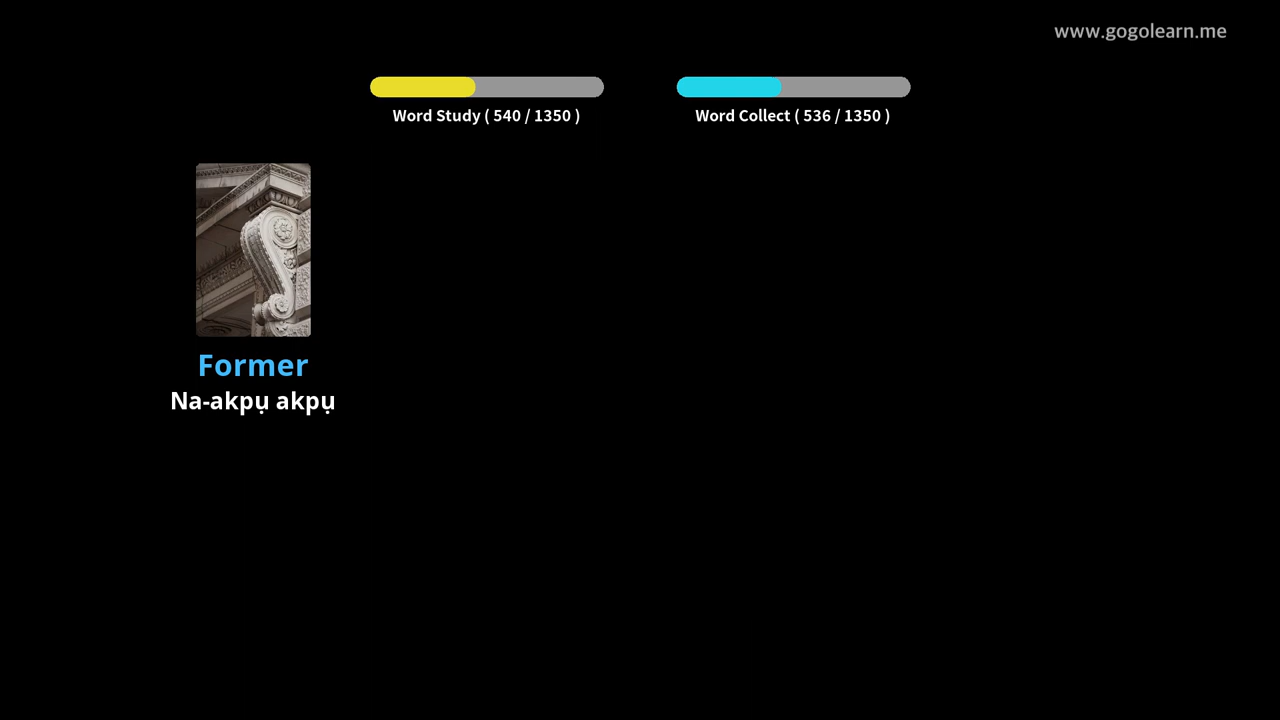 www.gogolearn.me
Word Study ( 540 / 1350 )
Word Collect ( 536 / 1350 )
Former
Na-akpụ akpụ